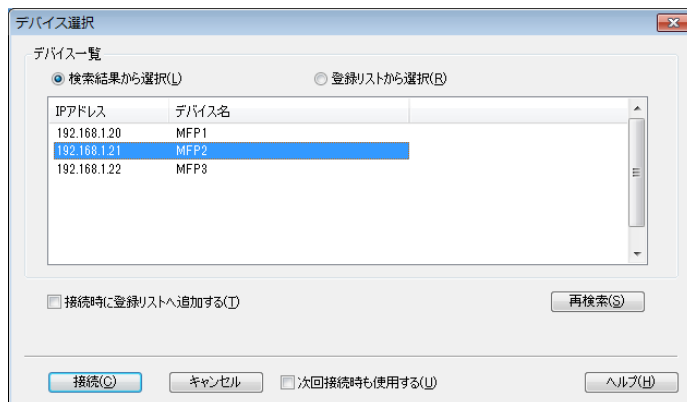 デバイス選択
デバイス一覧
検索結果から選択(L) 登録リストから選択(R)
IPアドレス デバイス名
192.168.1.20 MFP1
192.168.1.21 MFP2
192.168.1.22 MFP3
接続時に登録リストへ追加する(T) 再検索(S)
接続(C) キャンセル 次回接続時も使用する(U) ヘルプ(H)